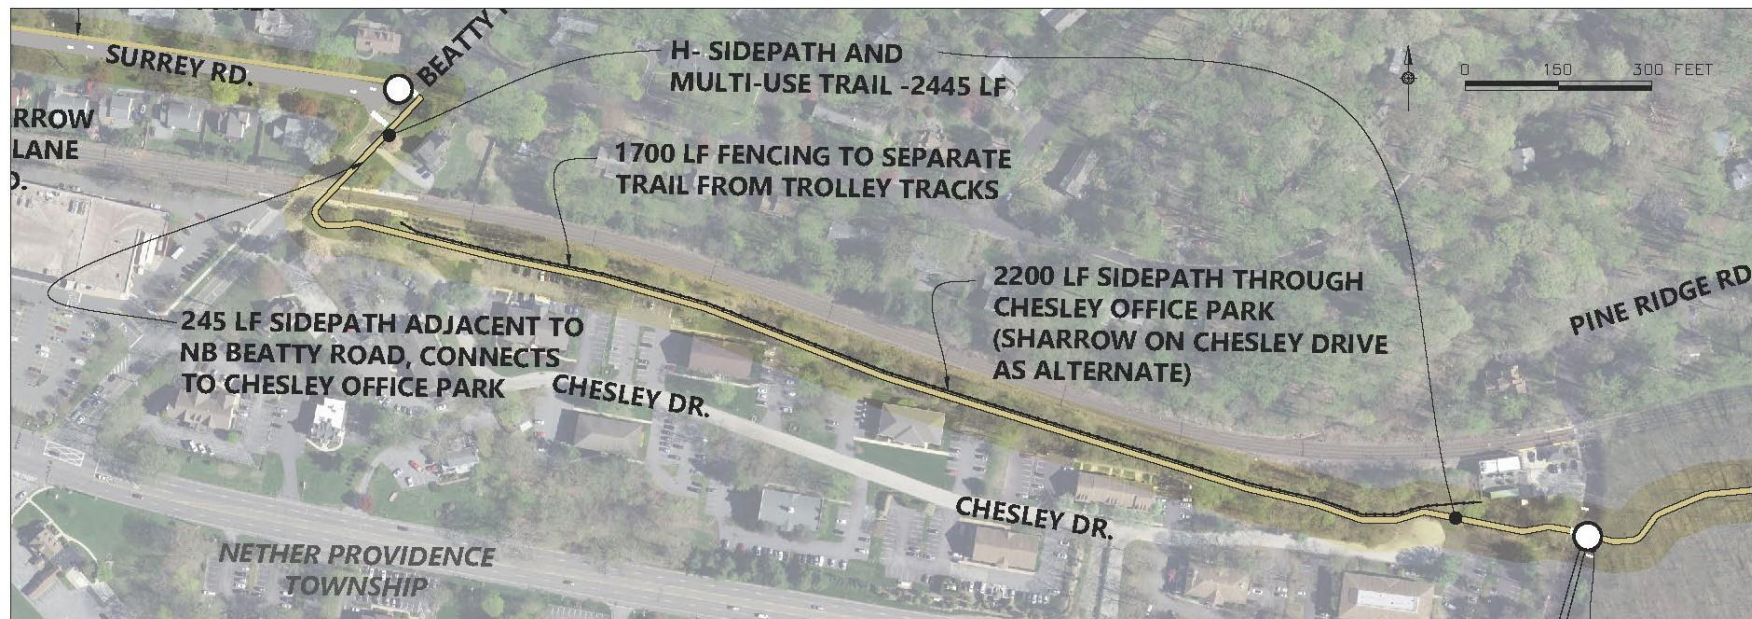 SURREY RD.
BEATTY
H- SIDEPATH AND
MULTI-USE TRAIL -2445 LF
0 150 300 FEET
RROW
LANE
D.
1700 LF FENCING TO SEPARATE
TRAIL FROM TROLLEY TRACKS
2200 LF SIDEPATH THROUGH
CHESLEY OFFICE PARK
(SHARROW ON CHESLEY DRIVE
AS ALTERNATE)
PINE RIDGE RD
245 LF SIDEPATH ADJACENT TO
NB BEATTY ROAD, CONNECTS
TO CHESLEY OFFICE PARK
CHESLEY DR.
CHESLEY DR.
NETHER PROVIDENCE
TOWNSHIP